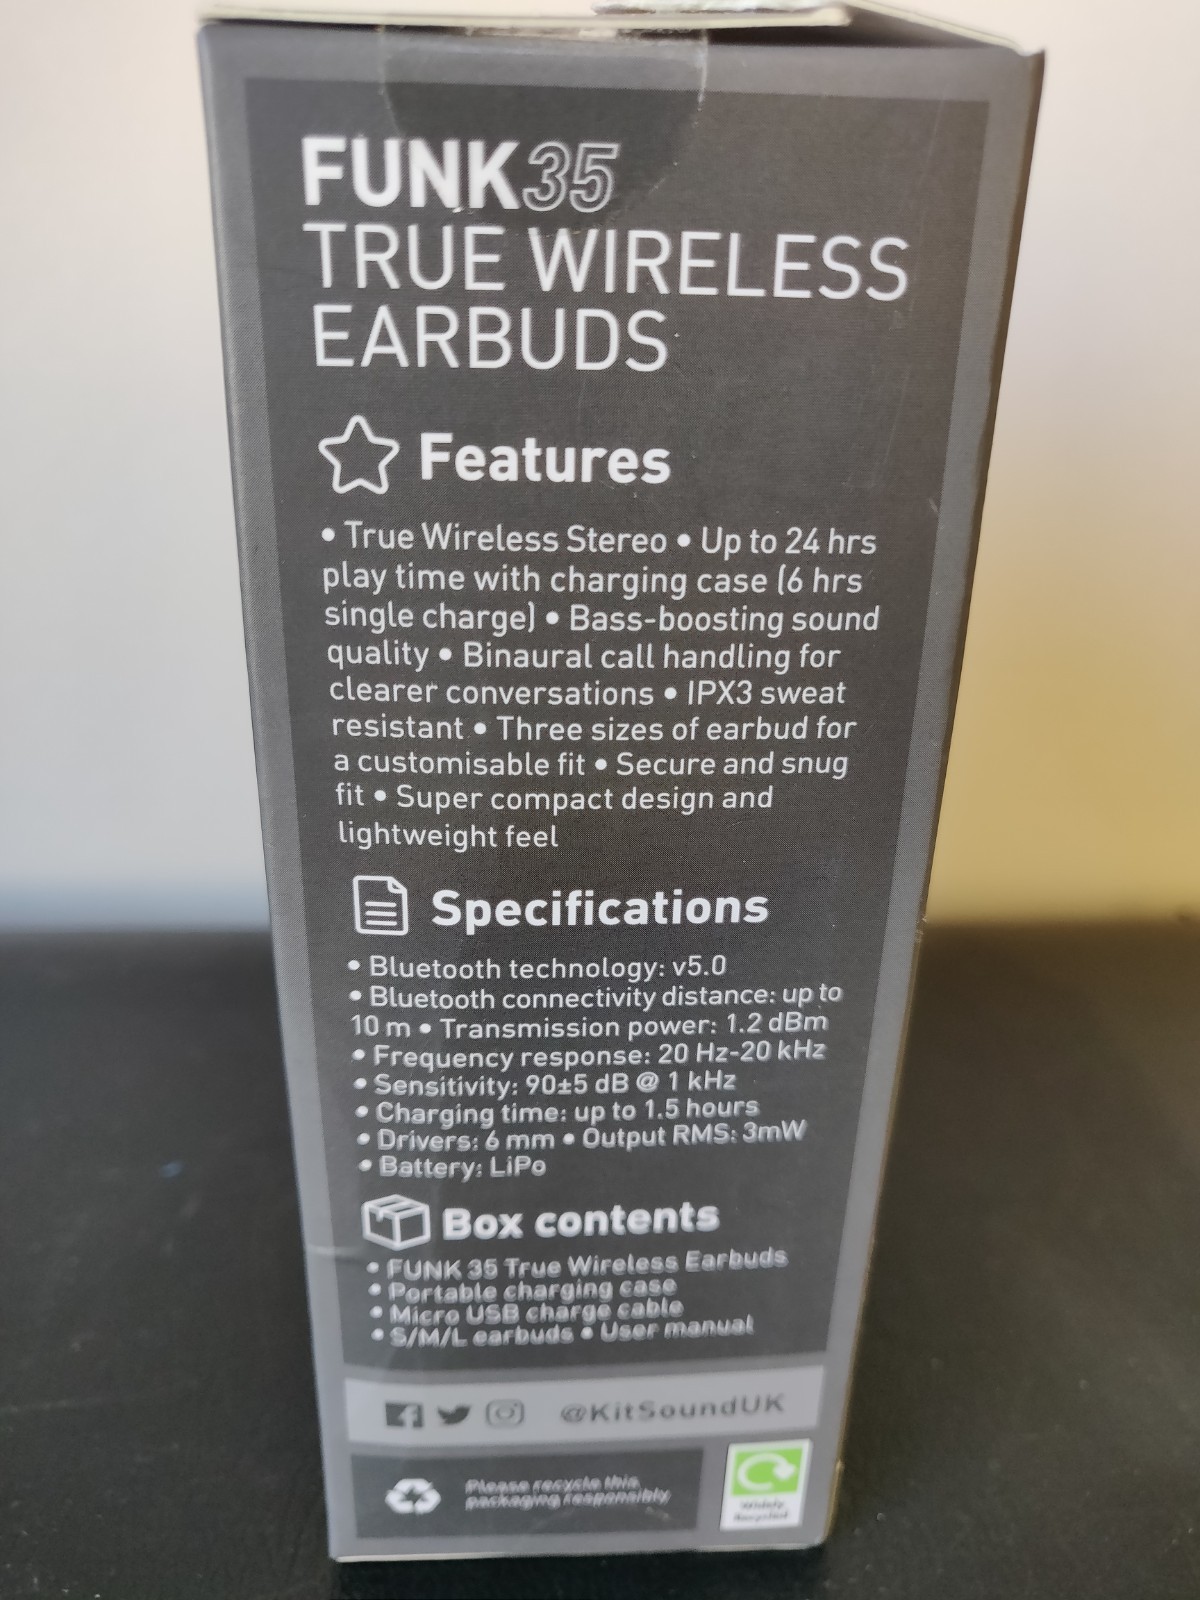 FUNK35
TRUE WIRELESS
EARBUDS
Features
• True Wireless Stereo • Up to 24 hrs
play time with charging case (6 hrs
single charge) • Bass-boosting sound
quality • Binaural call handling for
clearer conversations • IPX3 sweat
resistant • Three sizes of earbud for
a customisable fit • Secure and snug
fit • Super compact design and
lightweight feel
Specifications
• Bluetooth technology: v5.0
• Bluetooth connectivity distance: up to
10 m • Transmission power: 1.2 dBm
• Frequency response: 20 Hz-20 kHz
• Sensitivity: 90±5 dB @ 1 kHz
• Charging time: up to 1.5 hours
• Drivers: 6 mm • Output RMS: 3mW
• Battery: LiPo
Box contents
• FUNK 35 True Wireless Earbuds
• Portable charging case
• Micro USB charge cable
• S/M/L earbuds • User manual
@KitSoundUK
Please recycle this
packaging responsibly
Widely
Recycled